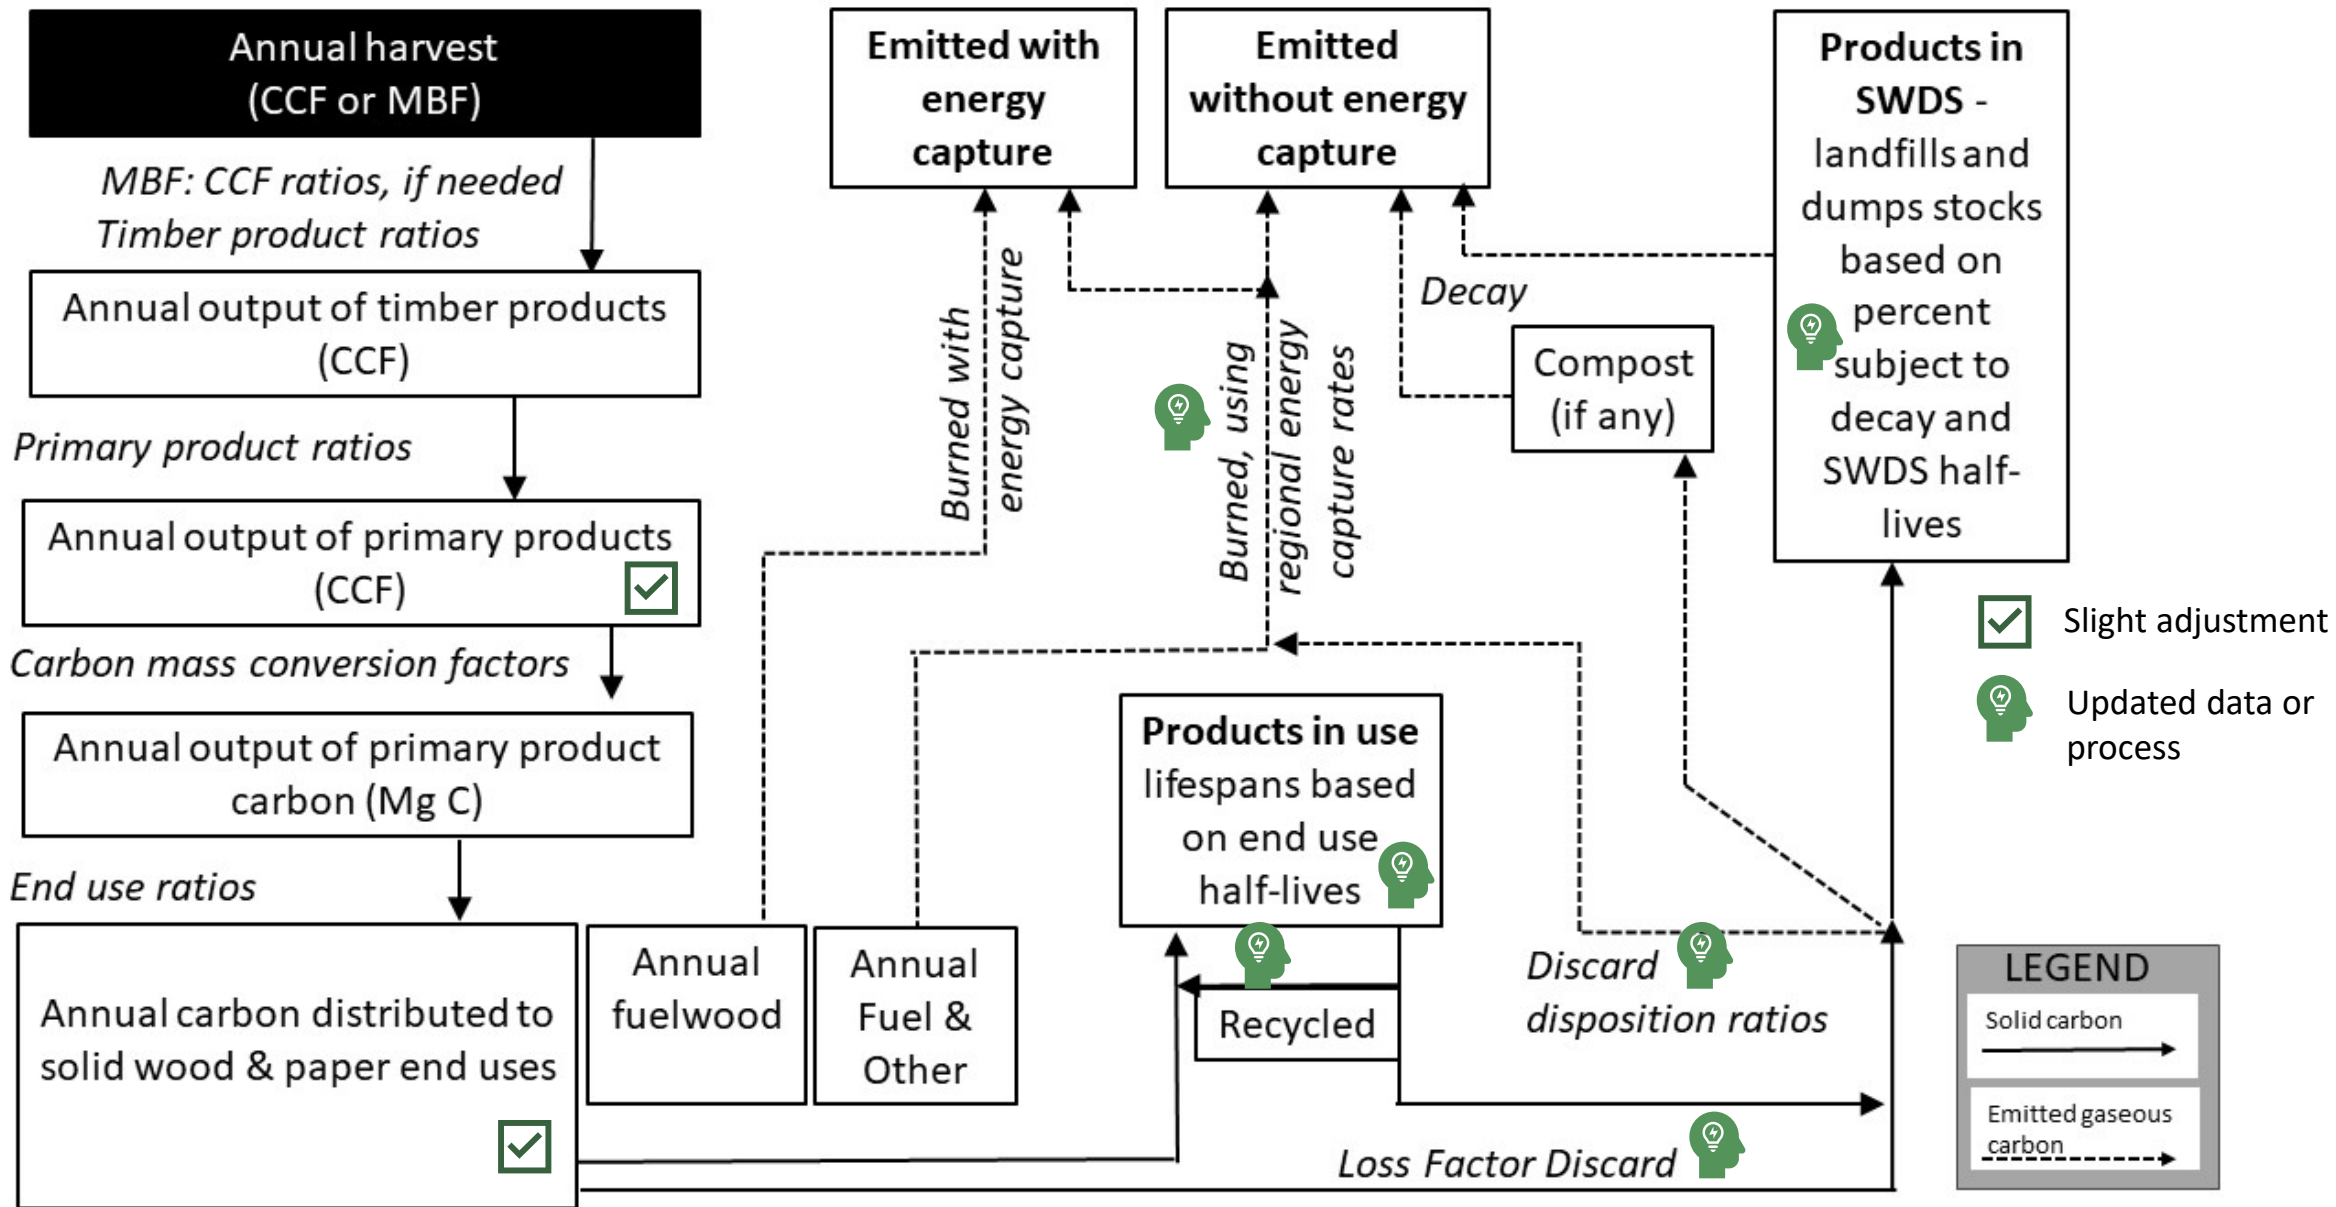 Annual harvest
(CCF or MBF)
MBF: CCF ratios, if needed
Timber product ratios
Annual output of timber products
(CCF)
Primary product ratios
Annual output of primary products
(CCF)
Carbon mass conversion factors
Annual output of primary product
carbon (Mg C)
End use ratios
Annual carbon distributed to
solid wood & paper end uses
Annual
fuelwood
Annual
Fuel &
Other
Emitted with
energy
capture
Emitted
without energy
capture
Burned with
energy capture
Burned, using
regional energy
capture rates
Decay
Compost
(if any)
Products in
SWDS -
landfills and
dumps stocks
based on
percent
subject to
decay and
SWDS half-
lives
Products in use
lifespans based
on end use
half-lives
Recycled
Discard
disposition ratios
Loss Factor Discard
Slight adjustment
Updated data or
process
LEGEND
Solid carbon
Emitted gaseous
carbon